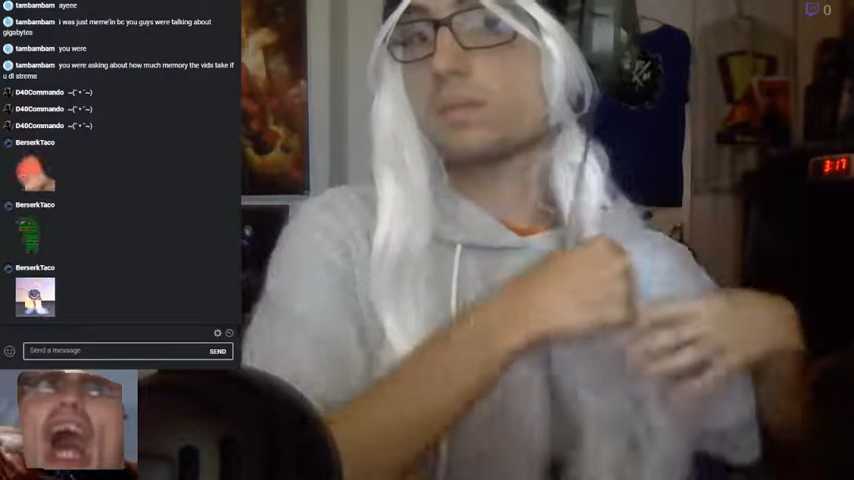 tambambam ayeee
tambambam i was just meme'in bc you guys were talking about
gigabytes
tambambam you were
tambambam you were asking about how much memory the vids take if
u dl strems
D40Commando
D40Commando
D40Commando
BerserkTaco
BerserkTaco
BerserkTaco
Send a message
SEND
0
3:17